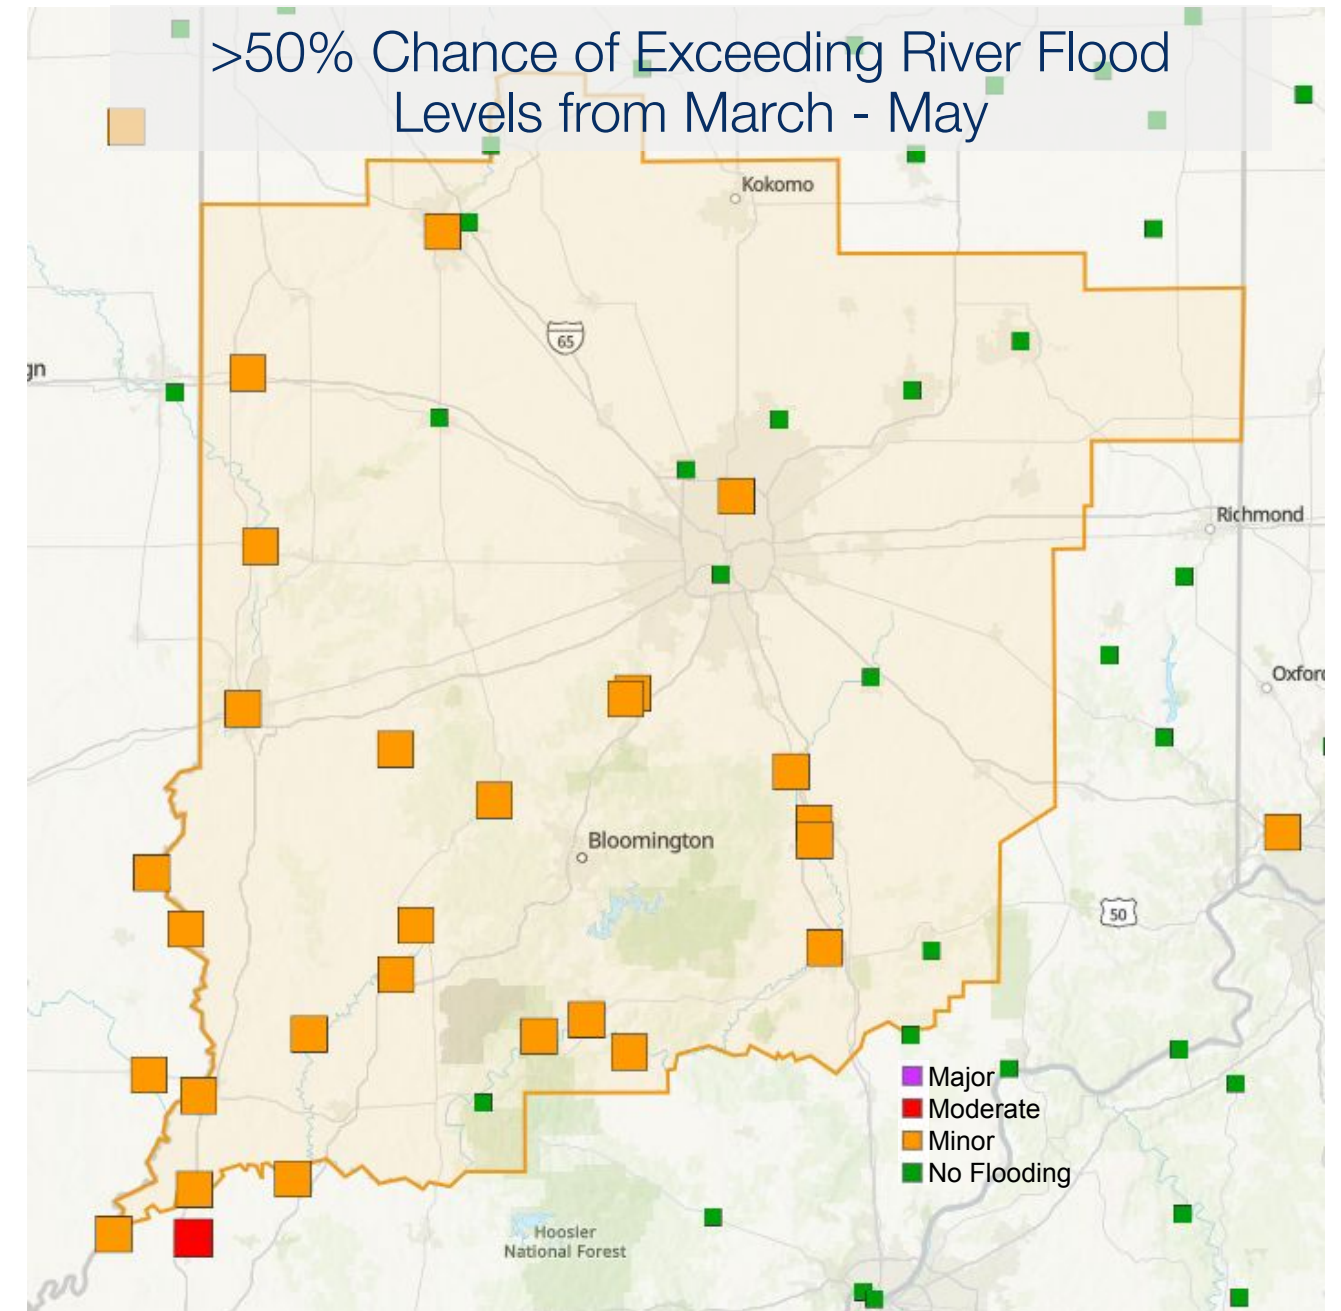 >50% Chance of Exceeding River Flood
Levels from March - May
Kokomo
65
gn
Richmond
Oxford
Bloomington
50
Major
Moderate
Minor
No Flooding
Hoosier
National Forest